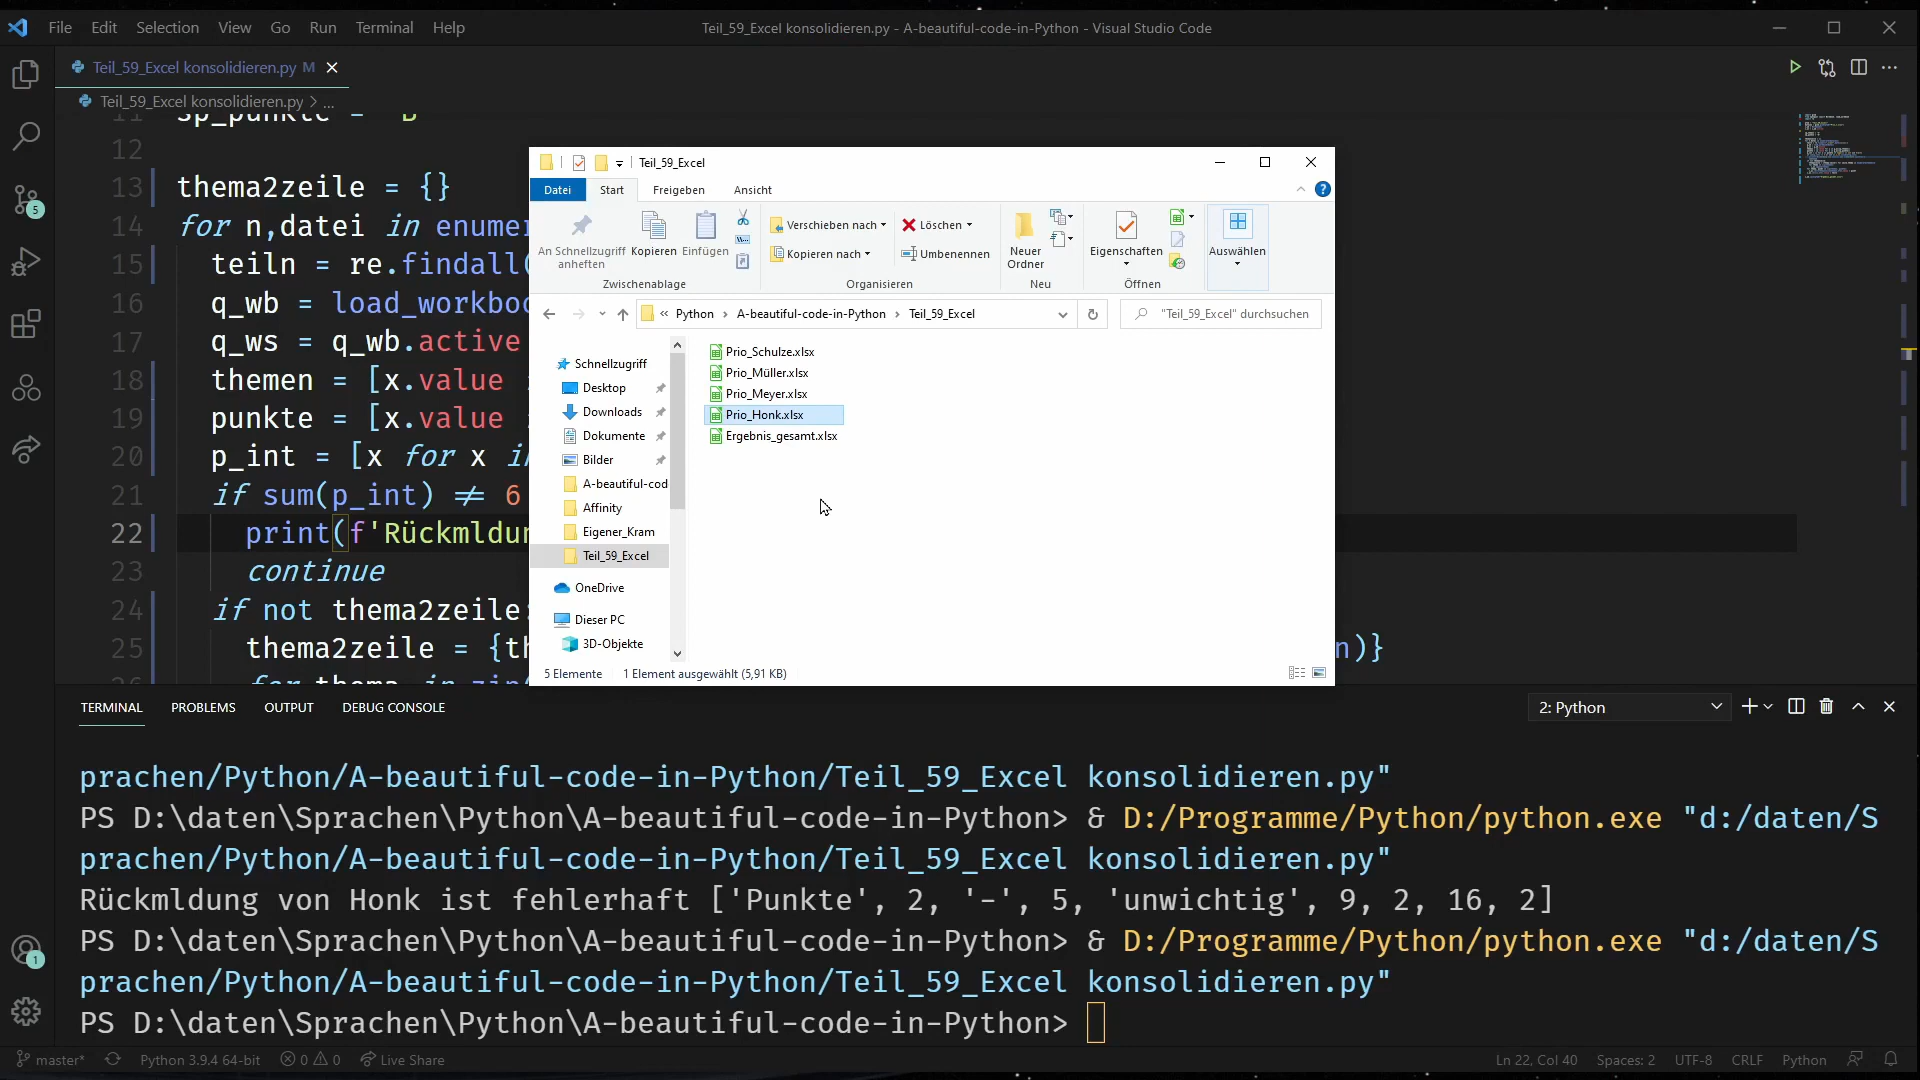 File Edit Selection View Go Run Terminal Help
Teil_59_Excel konsolidieren.py - A-beautiful-code-in-Python - Visual Studio Code
Teil_59_Excel konsolidieren.py M
Teil_59_Excel konsolidieren.py > ...
11 sp_punkte = B
12
13 thema2zeile = {}
14 for n,datei in enumer
15 teiln = re.findall(
16 q_wb = load_workboo
17 q_ws = q_wb.active
18 themen = [x.value
19 punkte = [x.value
20 p_int = [x for x in
21 if sum(p_int) ≠ 6
22 print(f'Rückmldun
23 continue
24 if not thema2zeile:
25 thema2zeile = {th n)}
26 for thema in zip(
Teil_59_Excel
Datei Start Freigeben Ansicht
An Schnellzugriff anheften
Kopieren
Einfügen
Zwischenablage
Verschieben nach
Kopieren nach
Löschen
Umbenennen
Organisieren
Neuer Ordner
Neu
Eigenschaften
Öffnen
Auswählen
« Python > A-beautiful-code-in-Python > Teil_59_Excel
"Teil_59_Excel" durchsuchen
Schnellzugriff
Desktop
Downloads
Dokumente
Bilder
A-beautiful-cod
Affinity
Eigener_Kram
Teil_59_Excel
OneDrive
Dieser PC
3D-Objekte
Prio_Schulze.xlsx
Prio_Müller.xlsx
Prio_Meyer.xlsx
Prio_Honk.xlsx
Ergebnis_gesamt.xlsx
5 Elemente 1 Element ausgewählt (5,91 KB)
TERMINAL PROBLEMS OUTPUT DEBUG CONSOLE
2: Python
prachen/Python/A-beautiful-code-in-Python/Teil_59_Excel konsolidieren.py"
PS D:\daten\Sprachen\Python\A-beautiful-code-in-Python> & D:/Programme/Python/python.exe "d:/daten/S
prachen/Python/A-beautiful-code-in-Python/Teil_59_Excel konsolidieren.py"
Rückmldung von Honk ist fehlerhaft ['Punkte', 2, '-', 5, 'unwichtig', 9, 2, 16, 2]
PS D:\daten\Sprachen\Python\A-beautiful-code-in-Python> & D:/Programme/Python/python.exe "d:/daten/S
prachen/Python/A-beautiful-code-in-Python/Teil_59_Excel konsolidieren.py"
PS D:\daten\Sprachen\Python\A-beautiful-code-in-Python>
5
1
master* Python 3.9.4 64-bit 0 0 Live Share
Ln 22, Col 40 Spaces: 2 UTF-8 CRLF Python